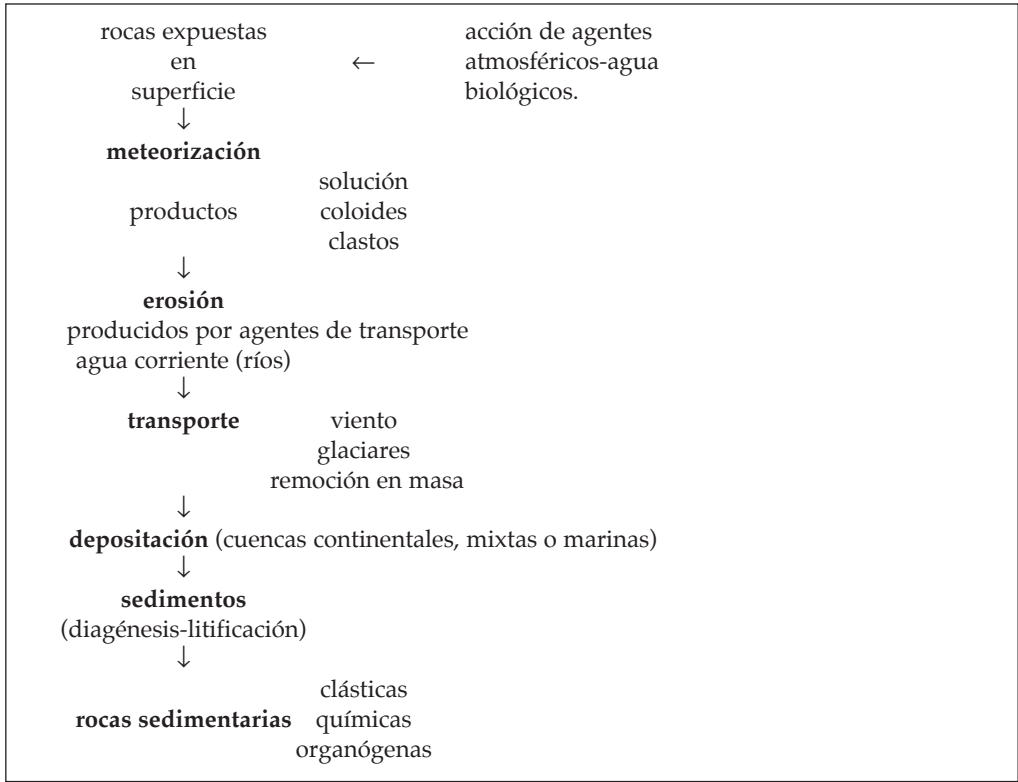 rocas expuestas acción de agentes
en ← atmosféricos-agua
superficie biológicos.
↓
meteorización
solución
productos coloides
clastos
↓
erosión
producidos por agentes de transporte
agua corriente (ríos)
↓
transporte viento
glaciares
remoción en masa
↓
depositación (cuencas continentales, mixtas o marinas)
↓
sedimentos
(diagénesis-litificación)
↓
clásticas
rocas sedimentarias químicas
organógenas